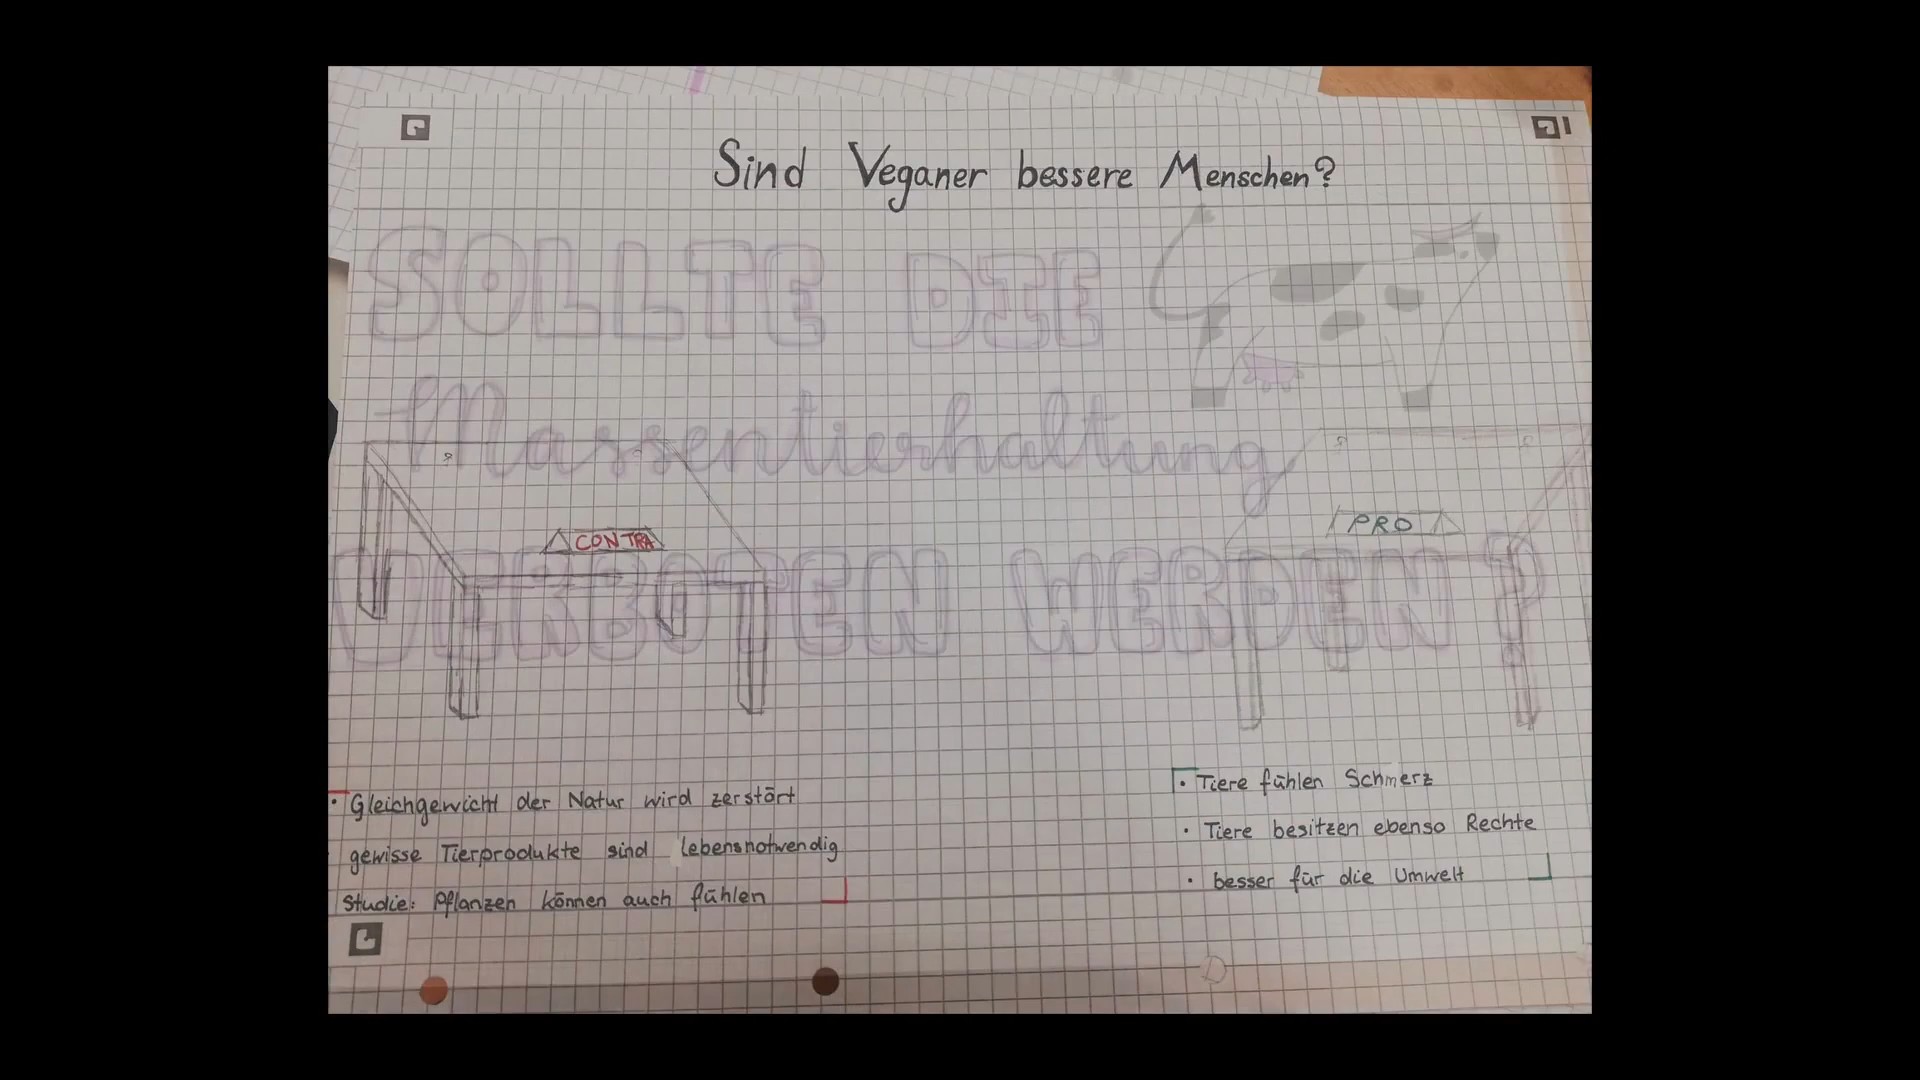 Sind Veganer bessere Menschen?
SOLLTE DIE
Massentierhaltung
VERBOTEN WERDEN?
CONTRA
PRO
• Gleichgewicht der Natur wird zerstört
gewisse Tierprodukte sind lebensnotwendig
Studie: Pflanzen können auch fühlen
• Tiere fühlen Schmerz
• Tiere besitzen ebenso Rechte
• besser für die Umwelt